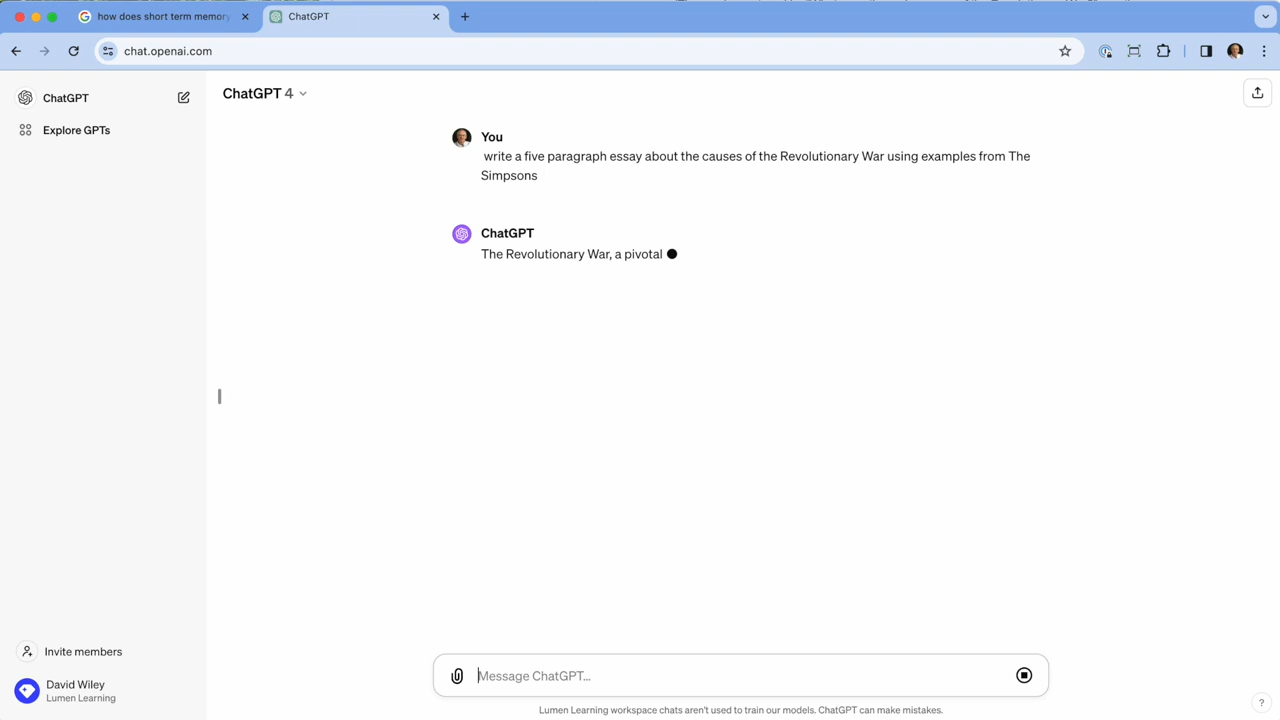 how does short term memory
ChatGPT
chat.openai.com
ChatGPT
Explore GPTs
ChatGPT 4
You
write a five paragraph essay about the causes of the Revolutionary War using examples from The
Simpsons
ChatGPT
The Revolutionary War, a pivotal
Message ChatGPT...
Invite members
David Wiley
Lumen Learning
Lumen Learning workspace chats aren't used to train our models. ChatGPT can make mistakes.
?